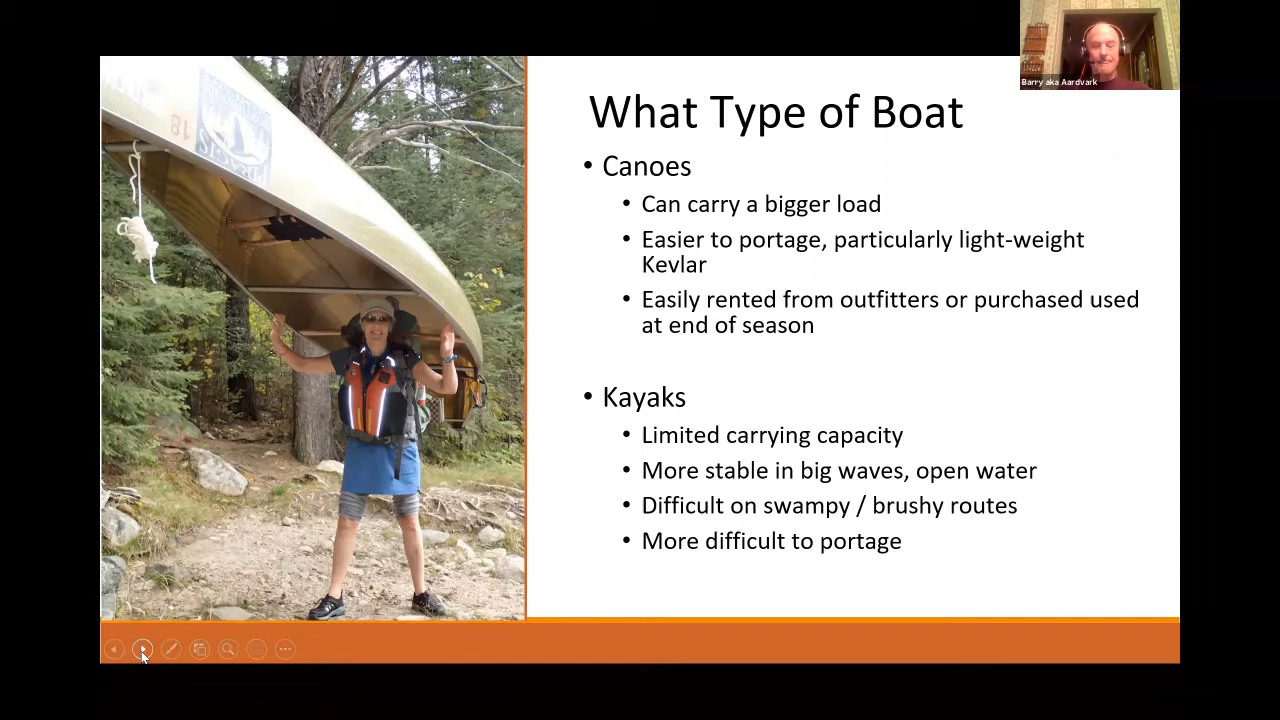 Barry aka Aardvark
What Type of Boat
• Canoes
• Can carry a bigger load
• Easier to portage, particularly light-weight
Kevlar
• Easily rented from outfitters or purchased used
at end of season
• Kayaks
• Limited carrying capacity
• More stable in big waves, open water
• Difficult on swampy / brushy routes
• More difficult to portage
18
PIRAGIS